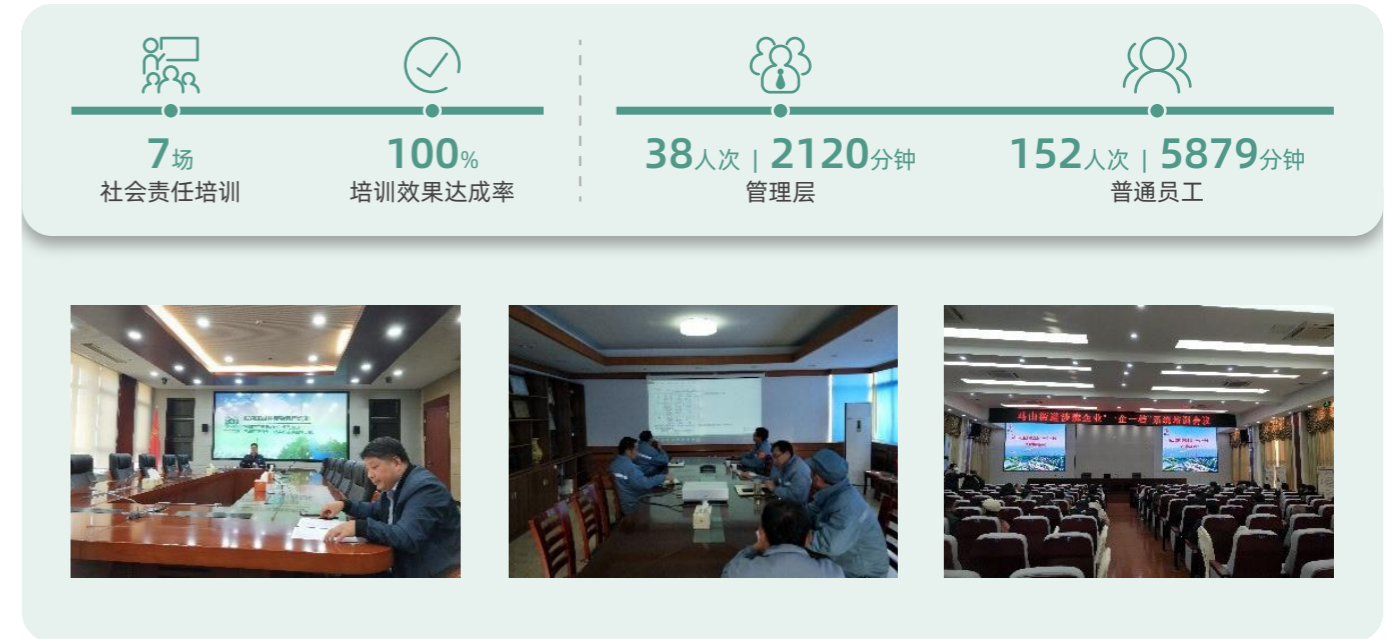 7场
社会责任培训
100%
培训效果达成率
38人次 | 2120分钟
管理层
152人次 | 5879分钟
普通员工